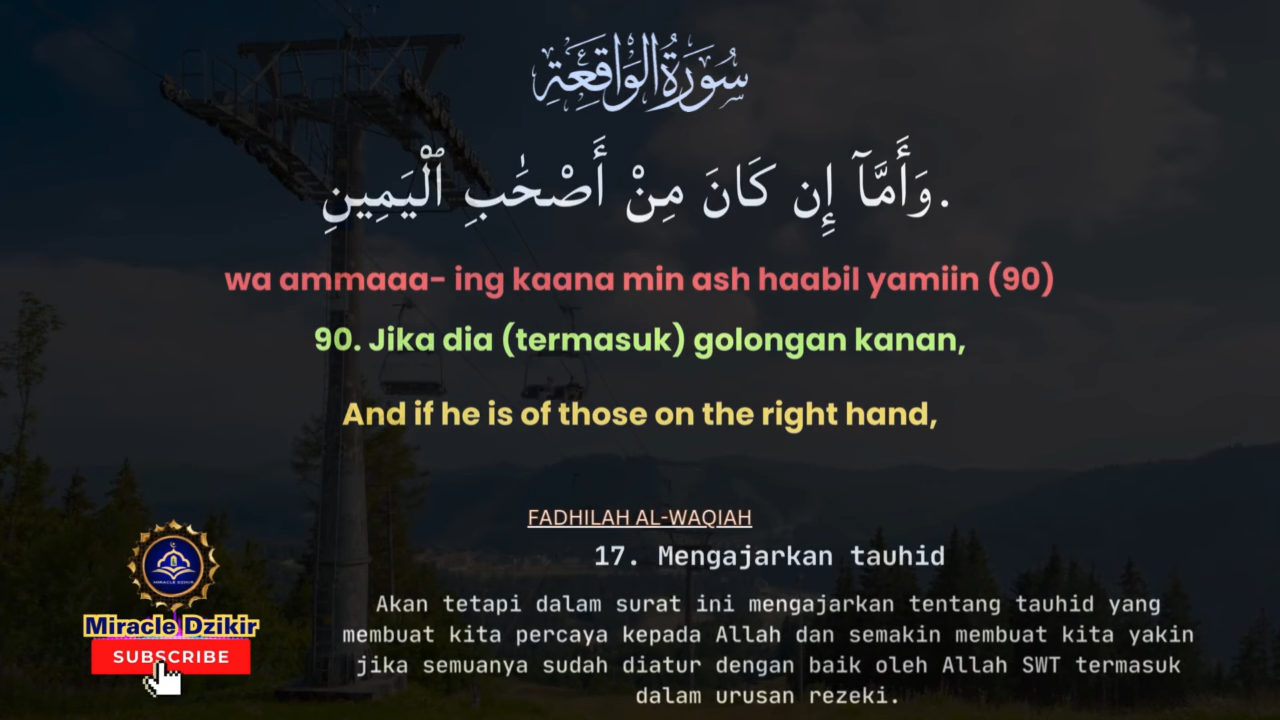 سُورَةُ الوَاقِعَةِ
وَأَمَّآ إِن كَانَ مِنْ أَصْحَٰبِ ٱلْيَمِينِ.
wa ammaaa- ing kaana min ash haabil yamiin (90)
90. Jika dia (termasuk) golongan kanan,
And if he is of those on the right hand,
FADHILAH AL-WAQIAH
17. Mengajarkan tauhid
Akan tetapi dalam surat ini mengajarkan tentang tauhid yang
membuat kita percaya kepada Allah dan semakin membuat kita yakin
jika semuanya sudah diatur dengan baik oleh Allah SWT termasuk
dalam urusan rezeki.
MIRACLE DZIKIR
Miracle Dzikir
SUBSCRIBE